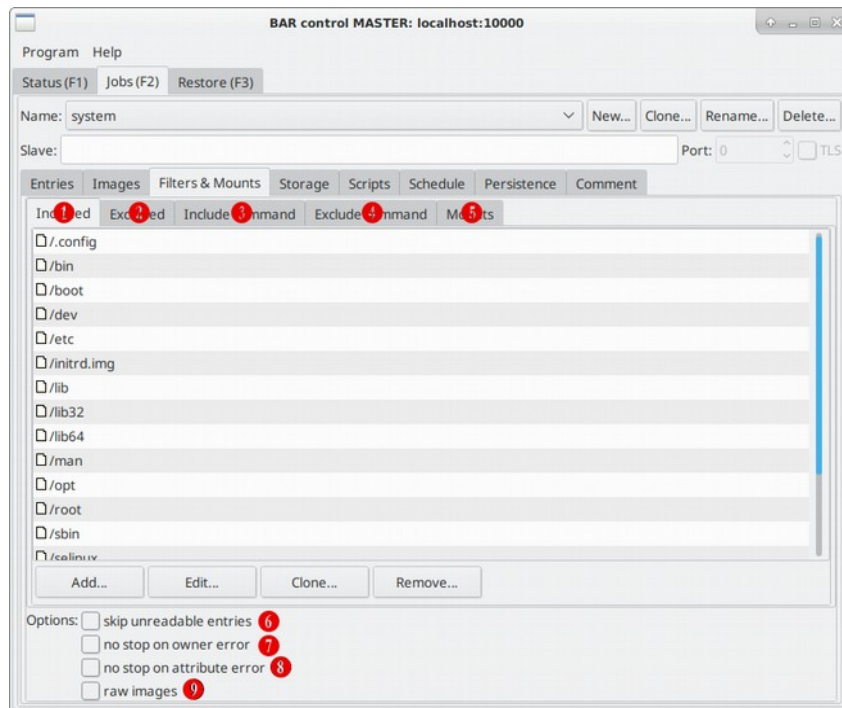 BAR control MASTER: localhost:10000
Program Help
Status (F1) Jobs (F2) Restore (F3)
Name: system New... Clone... Rename... Delete...
Slave: Port: 0 TLS
Entries Images Filters & Mounts Storage Scripts Schedule Persistence Comment
1 2 Include 3 Exclude 4 5
/.config
/bin
/boot
/dev
/etc
/initrd.img
/lib
/lib32
/lib64
/man
/opt
/root
/sbin
/selinux
Add... Edit... Clone... Remove...
Options: skip unreadable entries 6
no stop on owner error 7
no stop on attribute error 8
raw images 9